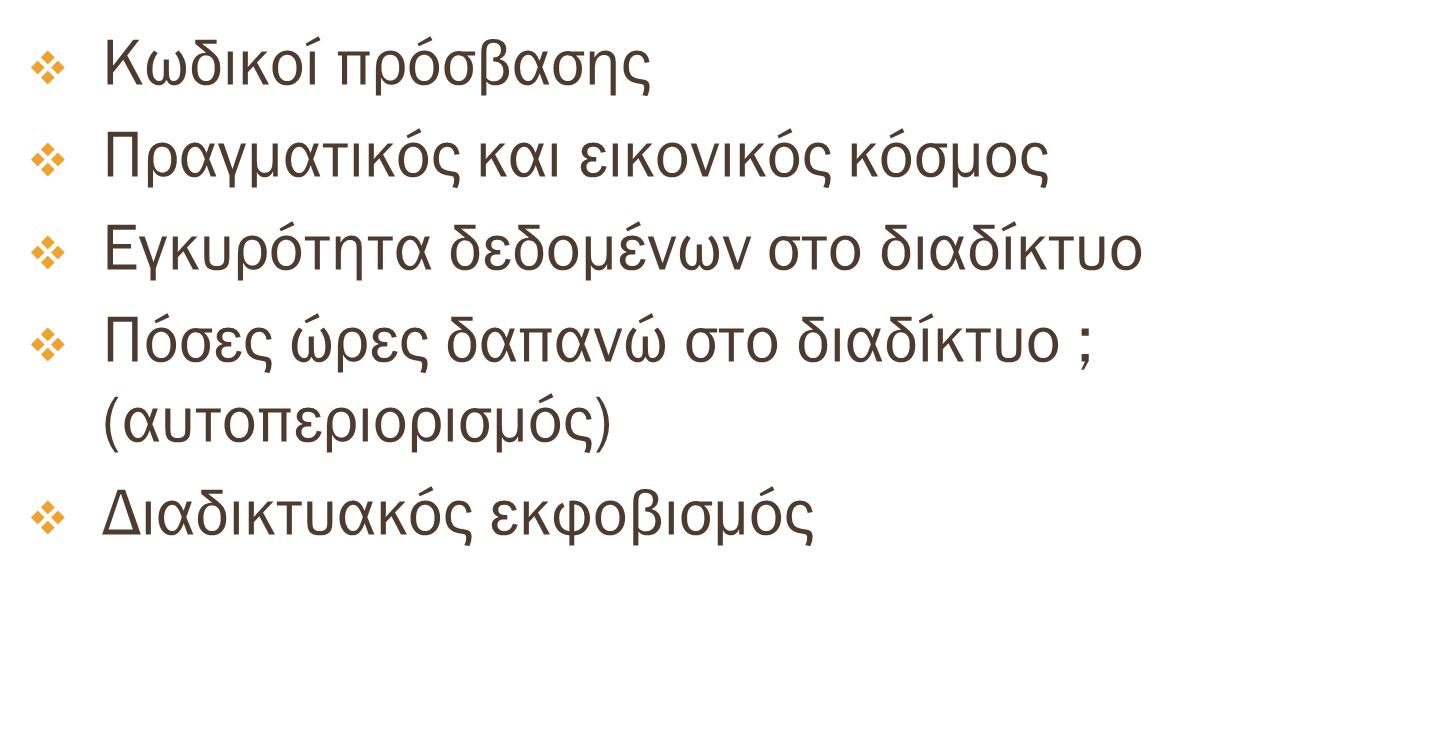 ❖ Κωδικοί πρόσβασης
❖ Πραγματικός και εικονικός κόσμος
❖ Εγκυρότητα δεδομένων στο διαδίκτυο
❖ Πόσες ώρες δαπανώ στο διαδίκτυο ;
(αυτοπεριορισμός)
❖ Διαδικτυακός εκφοβισμός